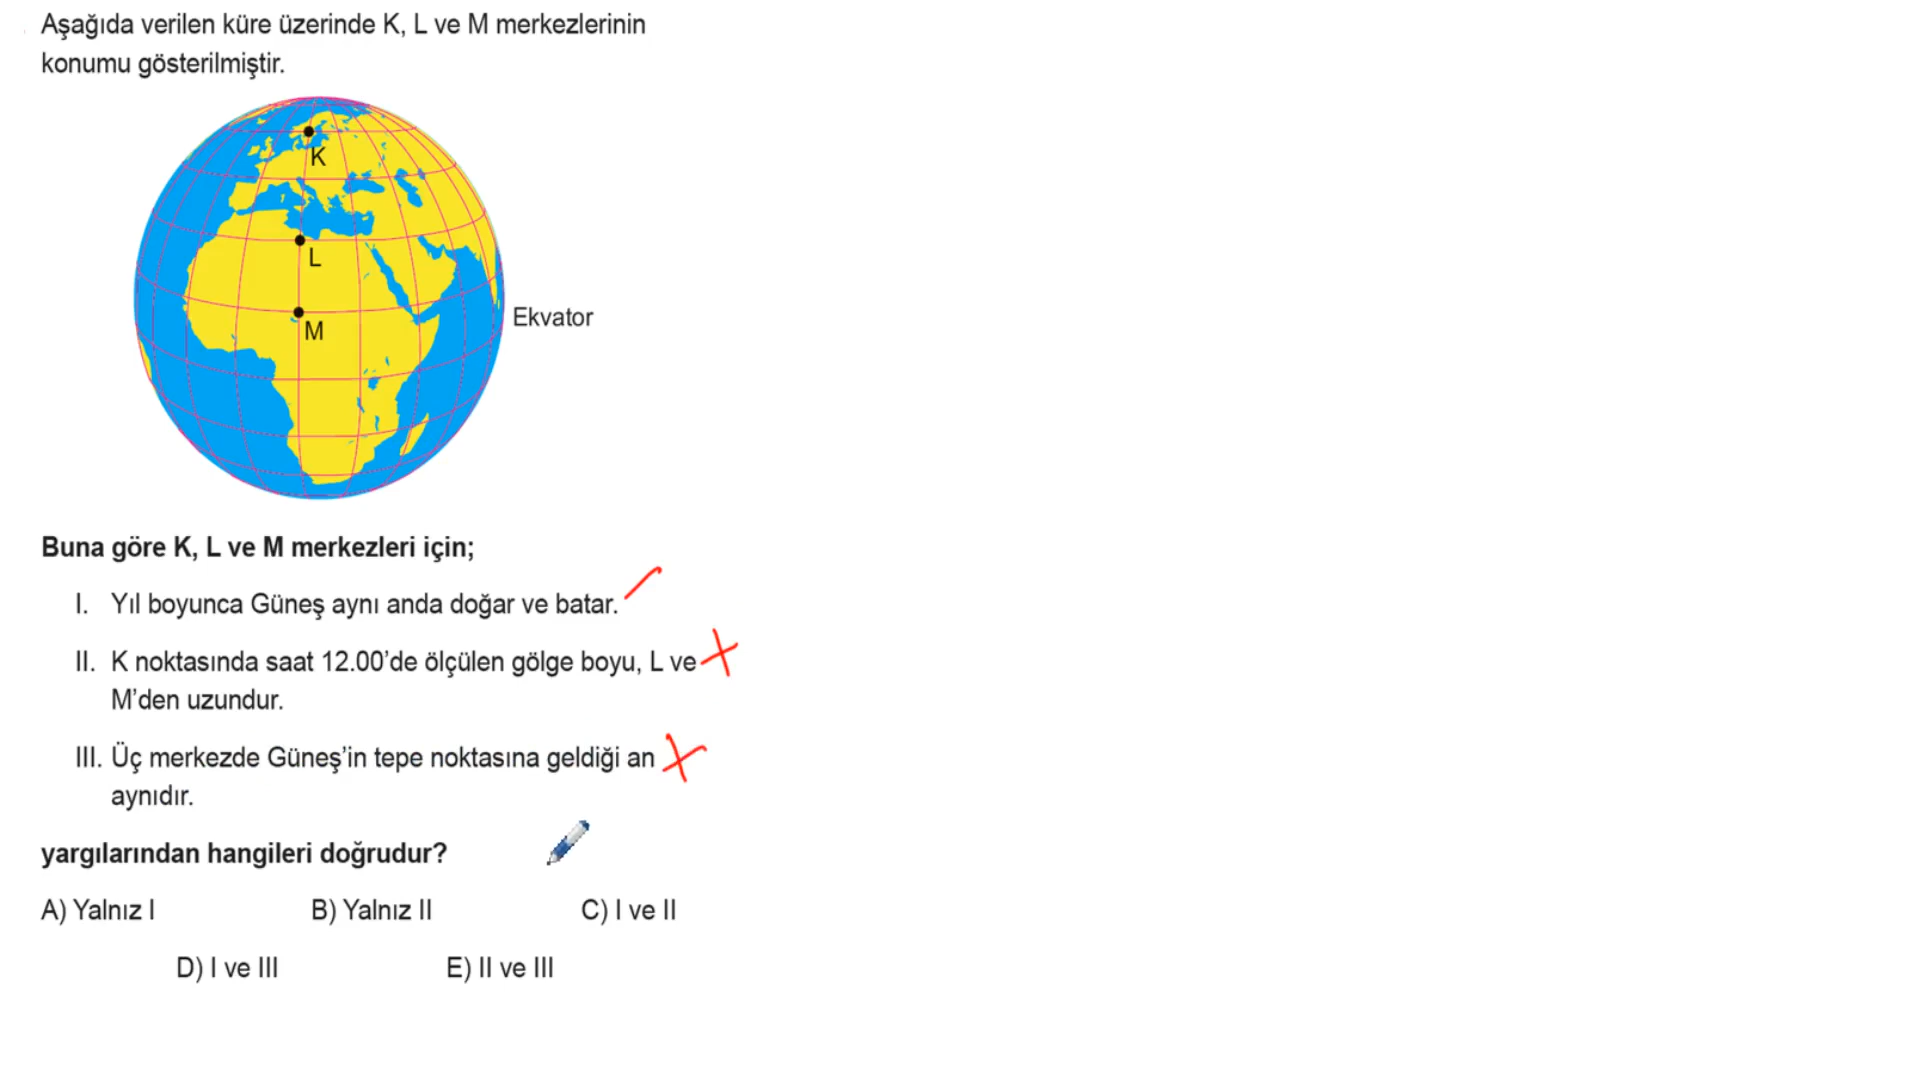 Aşağıda verilen küre üzerinde K, L ve M merkezlerinin
konumu gösterilmiştir.
K
L
M
Ekvator
Buna göre K, L ve M merkezleri için;
I. Yıl boyunca Güneş aynı anda doğar ve batar.
II. K noktasında saat 12.00’de ölçülen gölge boyu, L ve
M’den uzundur.
III. Üç merkezde Güneş’in tepe noktasına geldiği an
aynıdır.
yargılarından hangileri doğrudur?
A) Yalnız I B) Yalnız II C) I ve II
D) I ve III E) II ve III